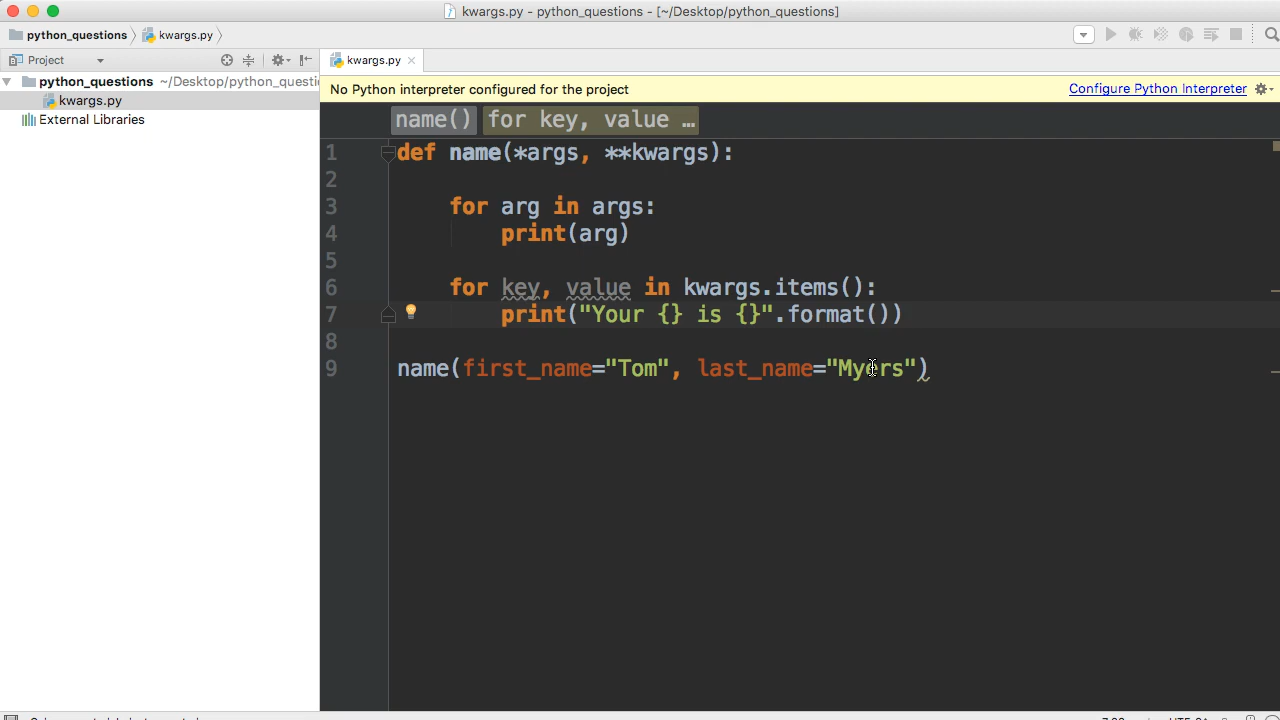 kwargs.py - python_questions - [~/Desktop/python_questions]
python_questions kwargs.py
Project
kwargs.py
python_questions ~/Desktop/python_questi
No Python interpreter configured for the project
Configure Python Interpreter
kwargs.py
External Libraries
name() for key, value …
1 def name(*args, **kwargs):
2
3 for arg in args:
4 print(arg)
5
6 for key, value in kwargs.items():
7 print("Your {} is {}".format())
8
9 name(first_name="Tom", last_name="Myers")